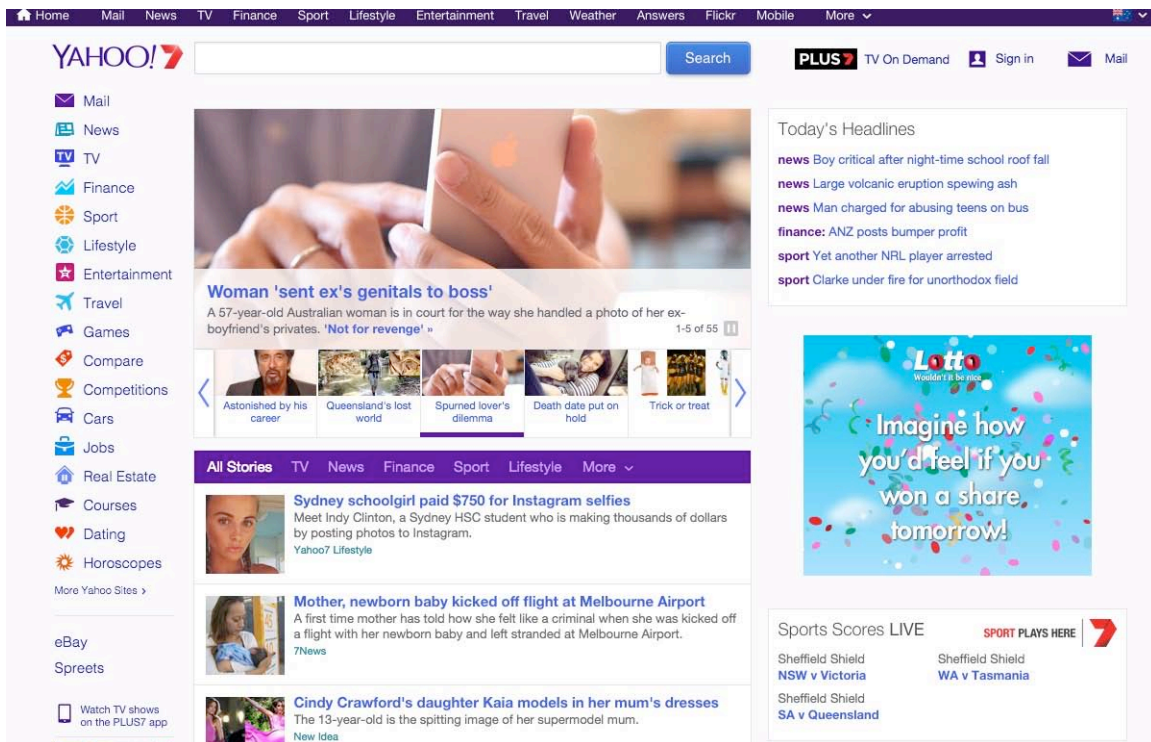 Home Mail News TV Finance Sport Lifestyle Entertainment Travel Weather Answers Flickr Mobile More
YAHOO!7
Search
PLUS7 TV On Demand Sign in Mail
Mail
News
TV
TV
Finance
Sport
Lifestyle
Entertainment
Travel
Games
Compare
Competitions
Cars
Jobs
Real Estate
Courses
Dating
Horoscopes
More Yahoo Sites >
eBay
Spreets
Watch TV shows
on the PLUS7 app
Woman 'sent ex's genitals to boss'
A 57-year-old Australian woman is in court for the way she handled a photo of her ex-
boyfriend's privates. 'Not for revenge' »
1-5 of 55
Astonished by his
career
Queensland's lost
world
Spurned lover's
dilemma
Death date put on
hold
Trick or treat
All Stories TV News Finance Sport Lifestyle More
Sydney schoolgirl paid $750 for Instagram selfies
Meet Indy Clinton, a Sydney HSC student who is making thousands of dollars
by posting photos to Instagram.
Yahoo7 Lifestyle
Mother, newborn baby kicked off flight at Melbourne Airport
A first time mother has told how she felt like a criminal when she was kicked off
a flight with her newborn baby and left stranded at Melbourne Airport.
7News
Cindy Crawford's daughter Kaia models in her mum's dresses
The 13-year-old is the spitting image of her supermodel mum.
New Idea
Today's Headlines
news Boy critical after night-time school roof fall
news Large volcanic eruption spewing ash
news Man charged for abusing teens on bus
finance: ANZ posts bumper profit
sport Yet another NRL player arrested
sport Clarke under fire for unorthodox field
Lotto
Wouldn't it be nice
Imagine how
you'd feel if you
won a share
tomorrow!
Sports Scores LIVE
SPORT PLAYS HERE 7
Sheffield Shield
NSW v Victoria
Sheffield Shield
WA v Tasmania
Sheffield Shield
SA v Queensland